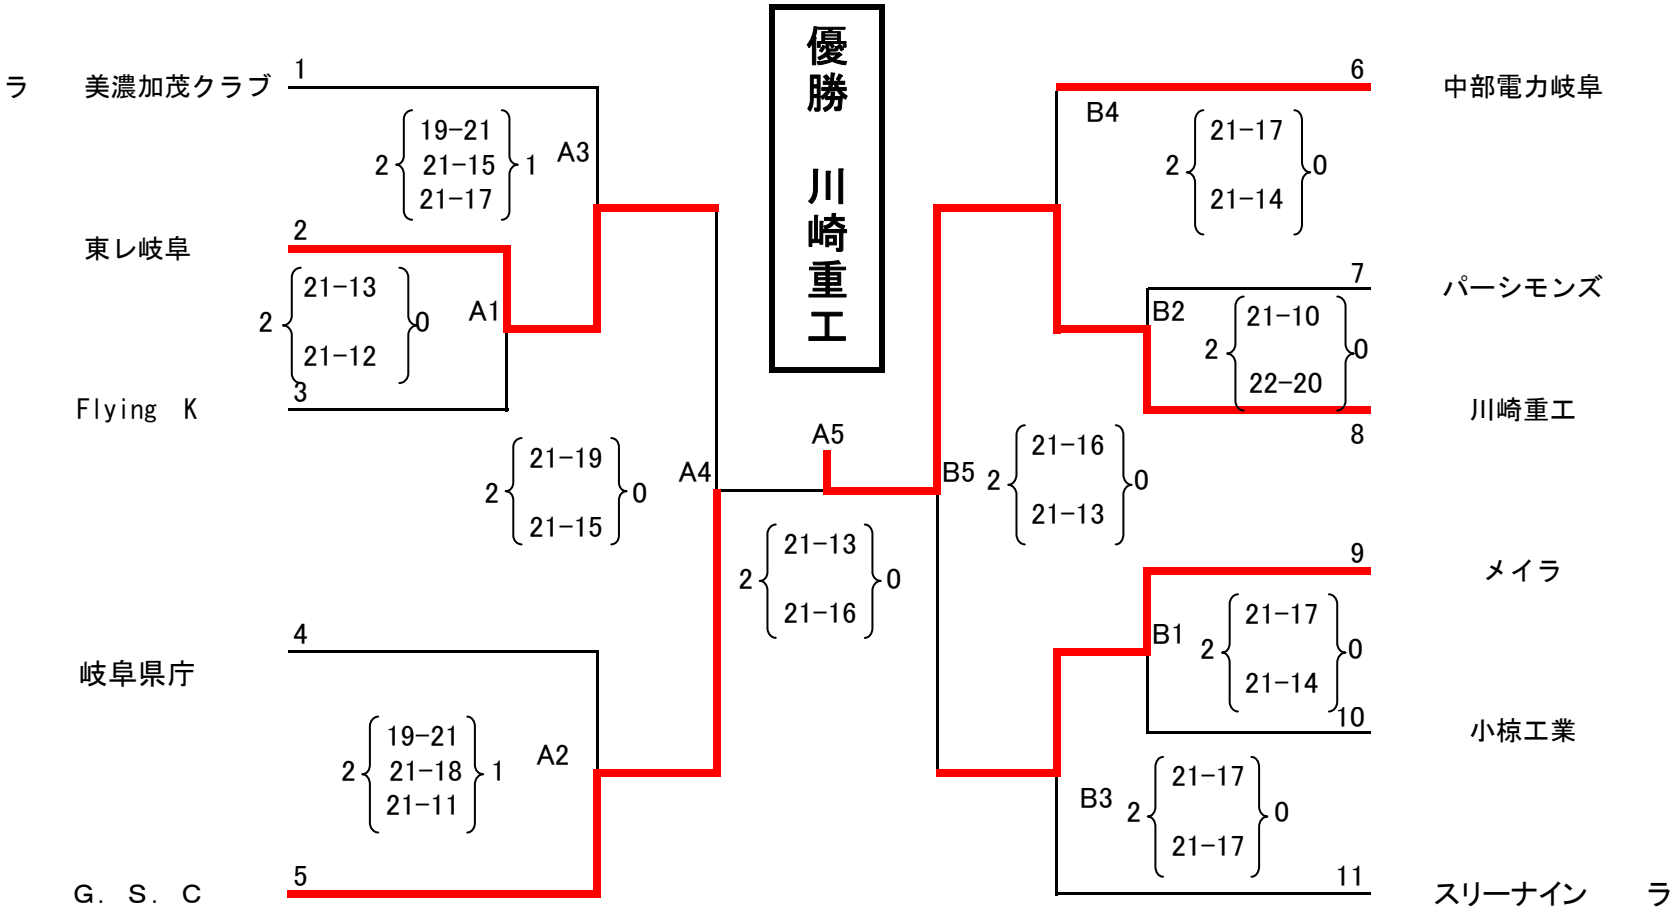 優勝 川崎重工
ラ 美濃加茂クラブ 1
19-21
2 21-15 1
21-17
A3
2
東レ岐阜
21-13
2 0
21-12
A1
3
Flying K
21-19
2 0
21-15
A4
4
岐阜県庁
19-21
2 21-18 1
21-11
A2
5
G. S. C
A5
21-13
2 0
21-16
6 中部電力岐阜
B4
21-17
2 0
21-14
7 パーシモンズ
B2
21-10
2 0
22-20
川崎重工
8
B5
21-16
2 0
21-13
9 メイラ
B1
21-17
2 0
21-14
10 小椋工業
B3
21-17
2 0
21-17
11 スリーナイン ラ